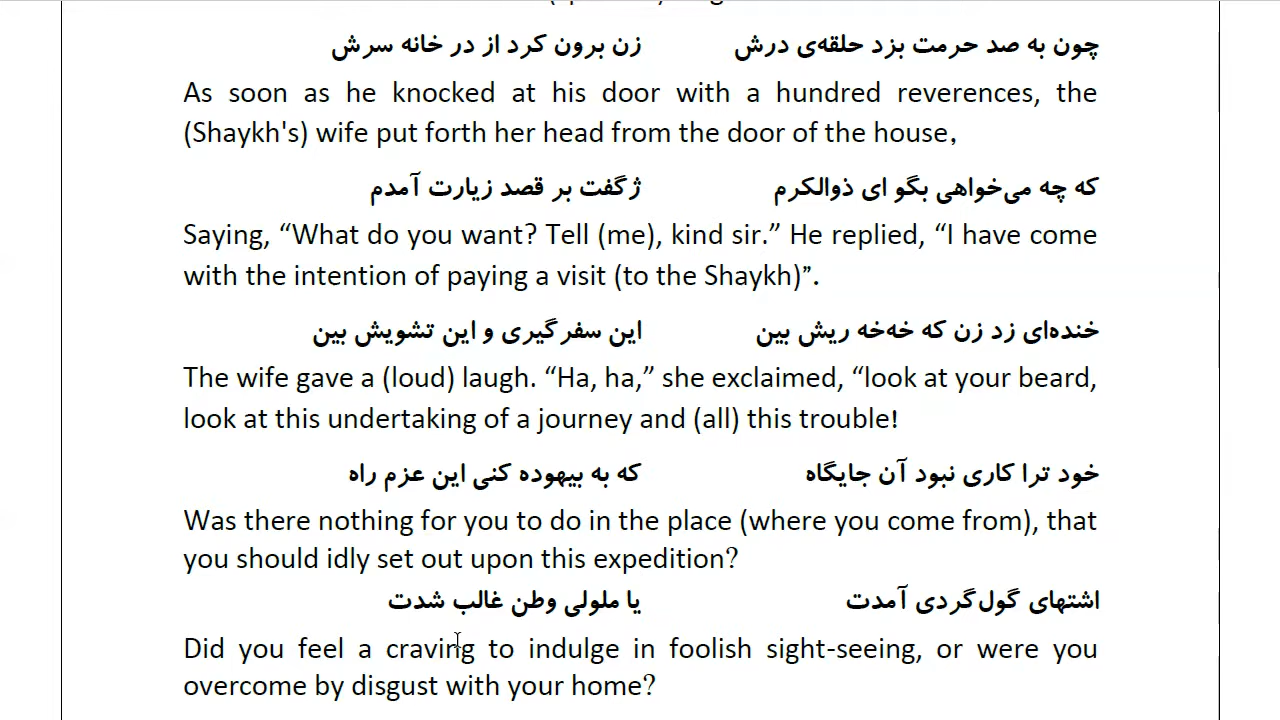 چون به صد حرمت بزد حلقه‌ی درش زن برون کرد از در خانه سرش
As soon as he knocked at his door with a hundred reverences, the
(Shaykh's) wife put forth her head from the door of the house,
که چه می‌خواهی بگو ای ذوالکرم ژگفت بر قصد زیارت آمدم
Saying, “What do you want? Tell (me), kind sir.” He replied, “I have come
with the intention of paying a visit (to the Shaykh)”.
خنده‌ای زد زن که خه‌خه ریش بین این سفرگیری و این تشویش بین
The wife gave a (loud) laugh. “Ha, ha,” she exclaimed, “look at your beard,
look at this undertaking of a journey and (all) this trouble!
خود ترا کاری نبود آن جایگاه که به بیهوده کنی این عزم راه
Was there nothing for you to do in the place (where you come from), that
you should idly set out upon this expedition?
اشتهای گول‌گردی آمدت یا ملولی وطن غالب شدت
Did you feel a craving to indulge in foolish sight-seeing, or were you
overcome by disgust with your home?